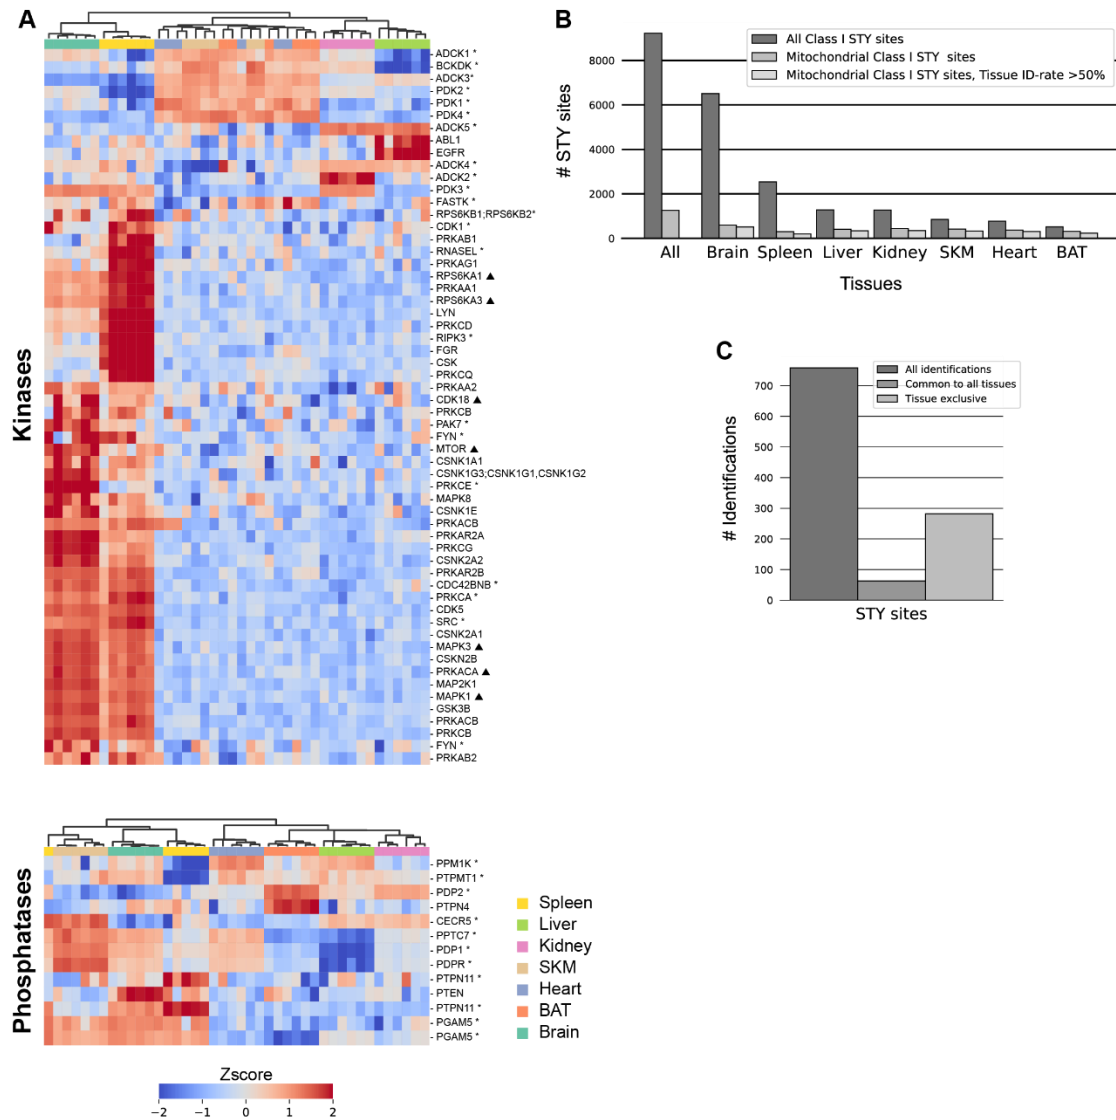 A
Kinases
ADCK1 *
BCKDK *
ADCK3*
PDK2 *
PDK1 *
PDK4 *
ADCK5 *
ABL1
EGFR
ADCK4 *
ADCK2 *
PDK3 *
FASTK *
RPS6KB1;RPS6KB2*
CDK1 *
PRKAB1
RNASEL *
PRKAG1
RPS6KA1 ▲
PRKAA1
RPS6KA3 ▲
LYN
PRKCD
RIPK3 *
FGR
CSK
PRKCQ
PRKAA2
CDK18 ▲
PRKCB
PAK7 *
FYN *
MTOR ▲
CSNK1A1
CSNK1G3;CSNK1G1,CSNK1G2
PRKCE *
MAPK8
CSNK1E
PRKACB
PRKAR2A
PRKCG
CSNK2A2
PRKAR2B
CDC42BNB *
PRKCA *
CDK5
SRC *
CSNK2A1
MAPK3 ▲
CSKN2B
PRKACA ▲
MAP2K1
MAPK1 ▲
GSK3B
PRKACB
PRKCB
FYN *
PRKAB2
Phosphatases
PPM1K *
PTPMT1 *
PDP2 *
PTPN4
CECR5 *
PPTC7 *
PDP1 *
PDPR *
PTPN11 *
PTEN
PTPN11 *
PGAM5 *
PGAM5 *
Spleen
Liver
Kidney
SKM
Heart
BAT
Brain
Zscore
−2 −1 0 1 2
B
All Class I STY sites
Mitochondrial Class I STY sites
Mitochondrial Class I STY sites, Tissue ID-rate >50%
# STY sites
8000
6000
4000
2000
0
All Brain Spleen Liver Kidney SKM Heart BAT
Tissues
C
All identifications
Common to all tissues
Tissue exclusive
# Identifications
700
600
500
400
300
200
100
0
STY sites